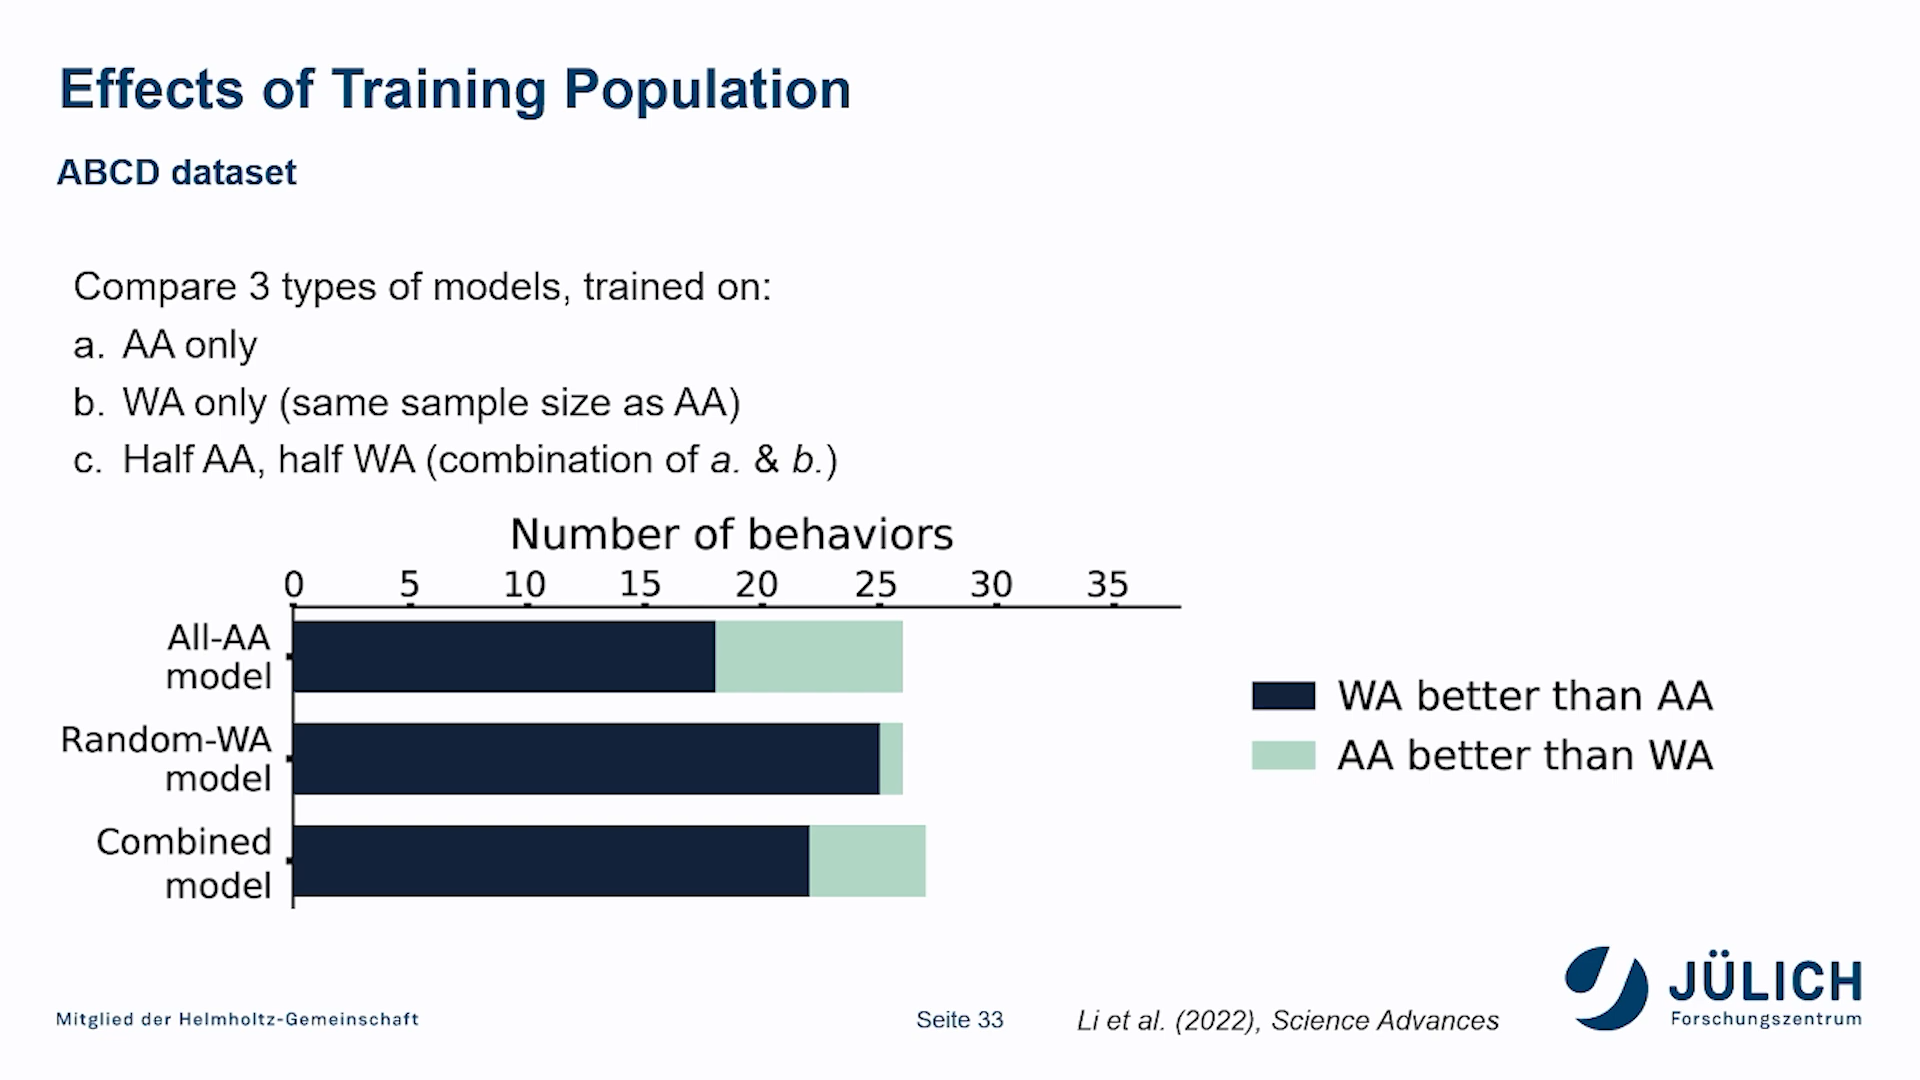 Effects of Training Population
ABCD dataset
Compare 3 types of models, trained on:
a. AA only
b. WA only (same sample size as AA)
c. Half AA, half WA (combination of a. & b.)
Number of behaviors
0 5 10 15 20 25 30 35
All-AA
model
Random-WA
model
Combined
model
WA better than AA
AA better than WA
Mitglied der Helmholtz-Gemeinschaft
Seite 33
Li et al. (2022), Science Advances
JÜLICH
Forschungszentrum